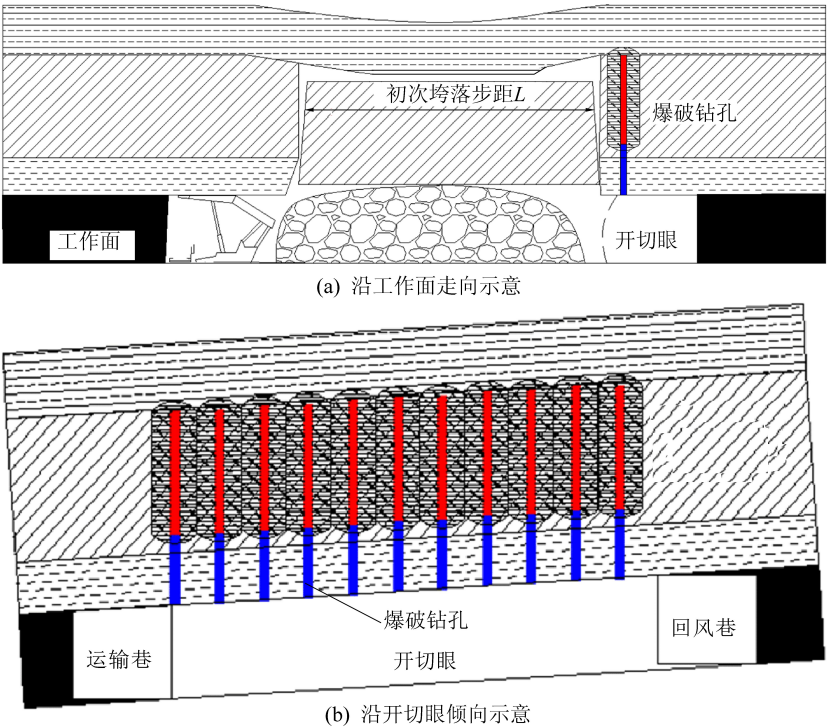 初次垮落步距L
爆破钻孔
工作面
开切眼
(a) 沿工作面走向示意
爆破钻孔
运输巷
开切眼
回风巷
(b) 沿开切眼倾向示意